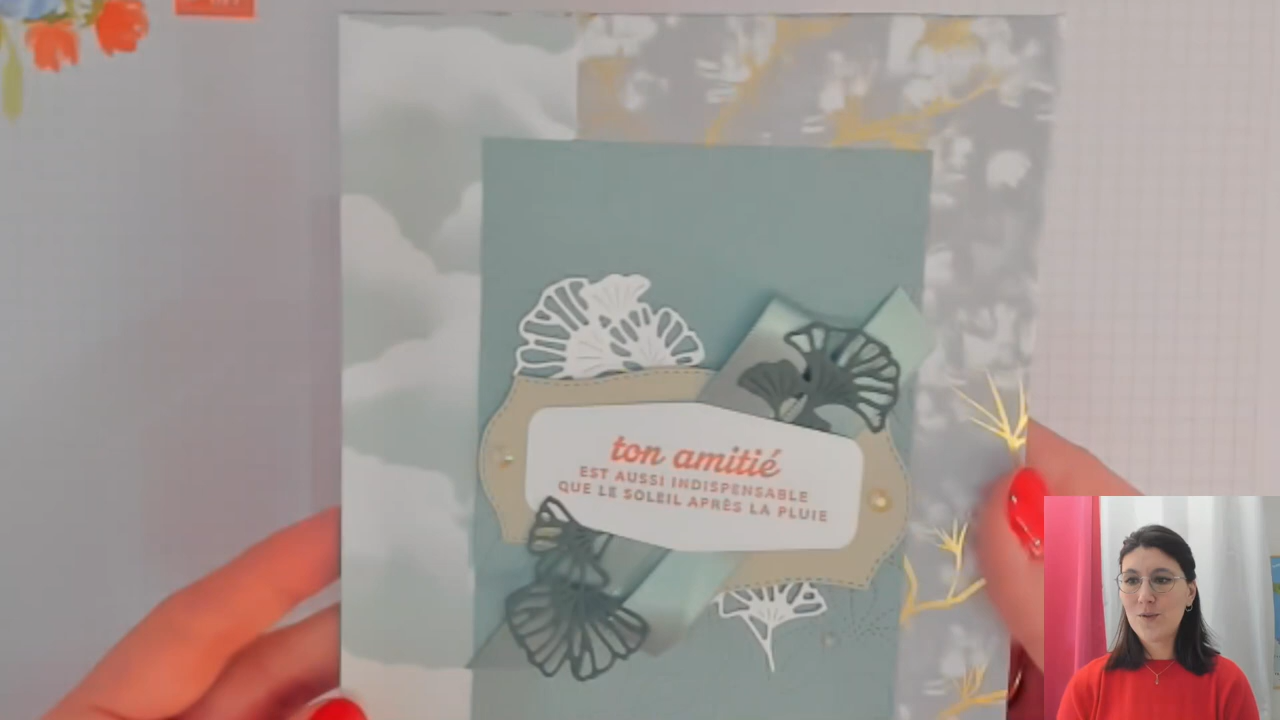 ton amitié
EST AUSSI INDISPENSABLE
QUE LE SOLEIL APRÈS LA PLUIE